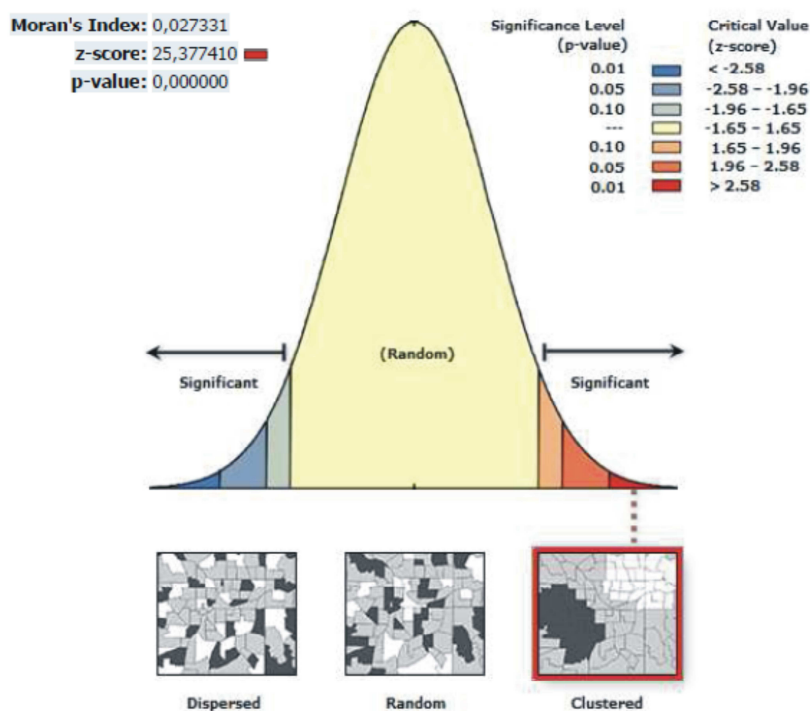 Moran's Index: 0,027331
z-score: 25,377410
p-value: 0,000000
Significance Level
(p-value)
Critical Value
(z-score)
0.01 < -2.58
0.05 -2.58 – -1.96
0.10 -1.96 – -1.65
--- -1.65 – 1.65
0.10 1.65 – 1.96
0.05 1.96 – 2.58
0.01 > 2.58
(Random)
Significant
Significant
Dispersed
Random
Clustered